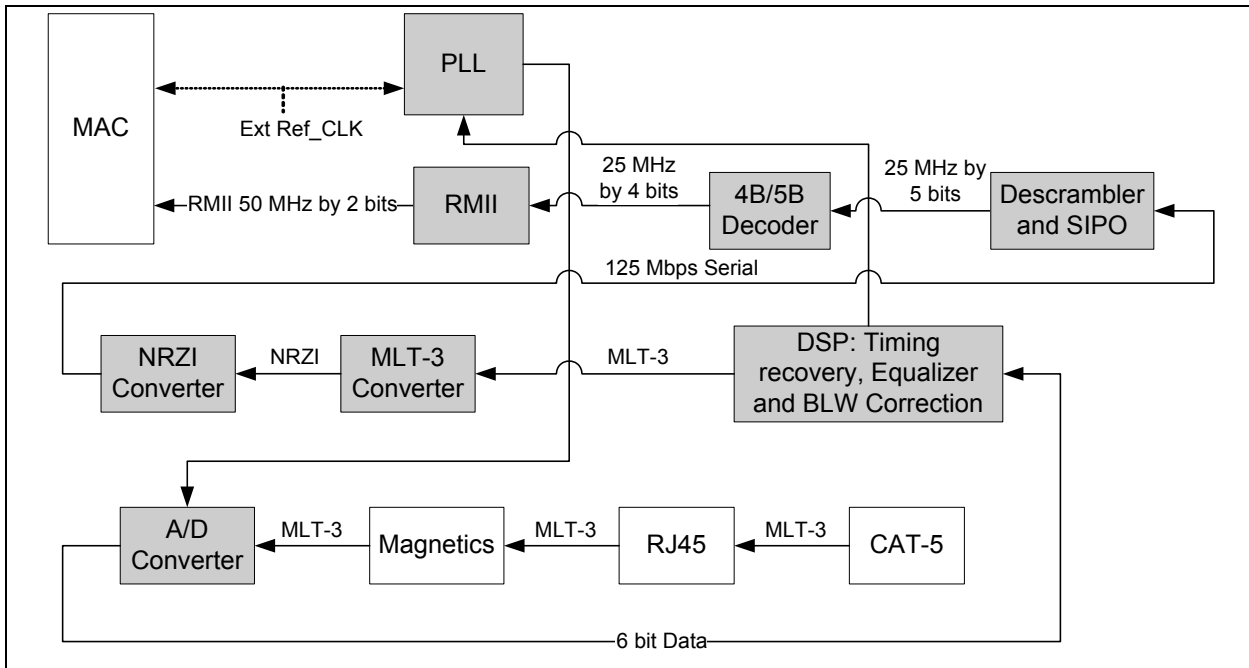 PLL
MAC
Ext Ref_CLK
25 MHz
by 4 bits
25 MHz by
5 bits
RMII 50 MHz by 2 bits
RMII
4B/5B
Decoder
Descrambler
and SIPO
125 Mbps Serial
NRZI
Converter
NRZI
MLT-3
Converter
MLT-3
DSP: Timing
recovery, Equalizer
and BLW Correction
A/D
Converter
MLT-3
Magnetics
MLT-3
RJ45
MLT-3
CAT-5
6 bit Data